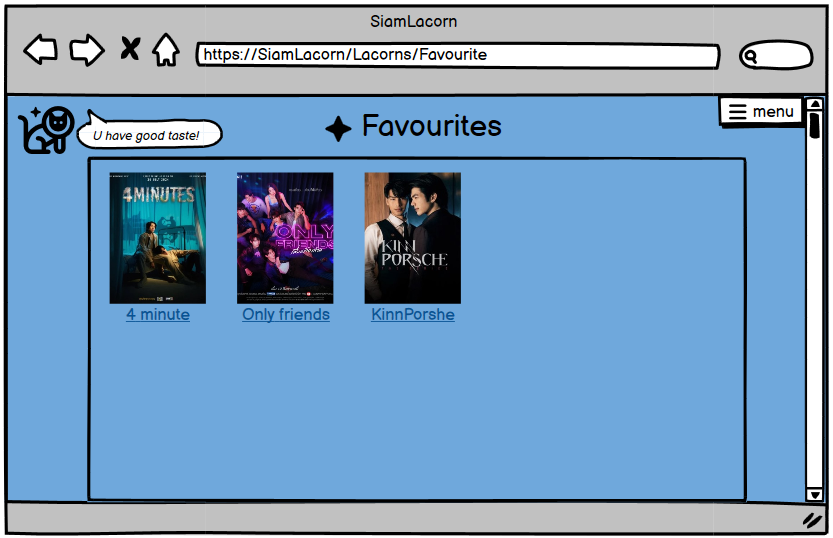 SiamLacorn
https://SiamLacorn/Lacorns/Favourite
menu
U have good taste!
Favourites
4 MINUTES
ONLY
FRIENDS
KINN
PORSCHE
4 minute
Only friends
KinnPorshe